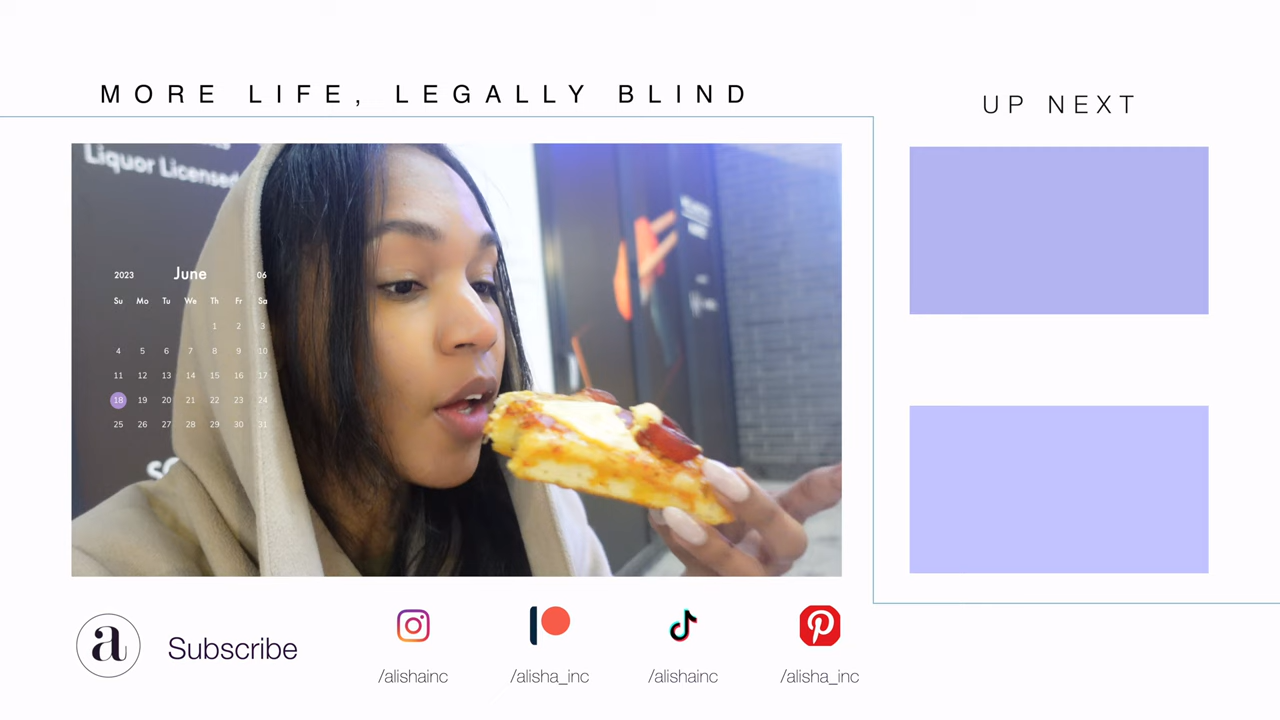 MORE LIFE, LEGALLY BLIND
UP NEXT
Liquor Licensed
2023 June 06
Su Mo Tu We Th Fr Sa
1 2 3
4 5 6 7 8 9 10
11 12 13 14 15 16 17
18 19 20 21 22 23 24
25 26 27 28 29 30 31
a
Subscribe
/alishainc
/alisha_inc
/alishainc
/alisha_inc